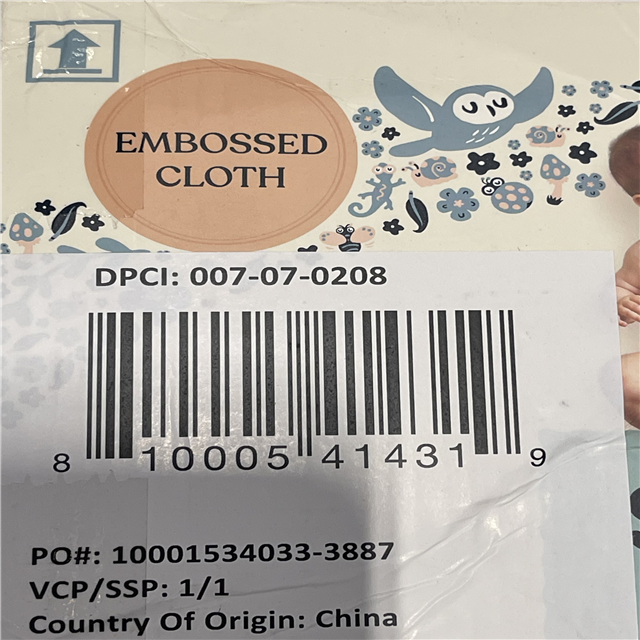 EMBOSSED
CLOTH
DPCI: 007-07-0208
8 10005 41431 9
PO#: 10001534033-3887
VCP/SSP: 1/1
Country Of Origin: China